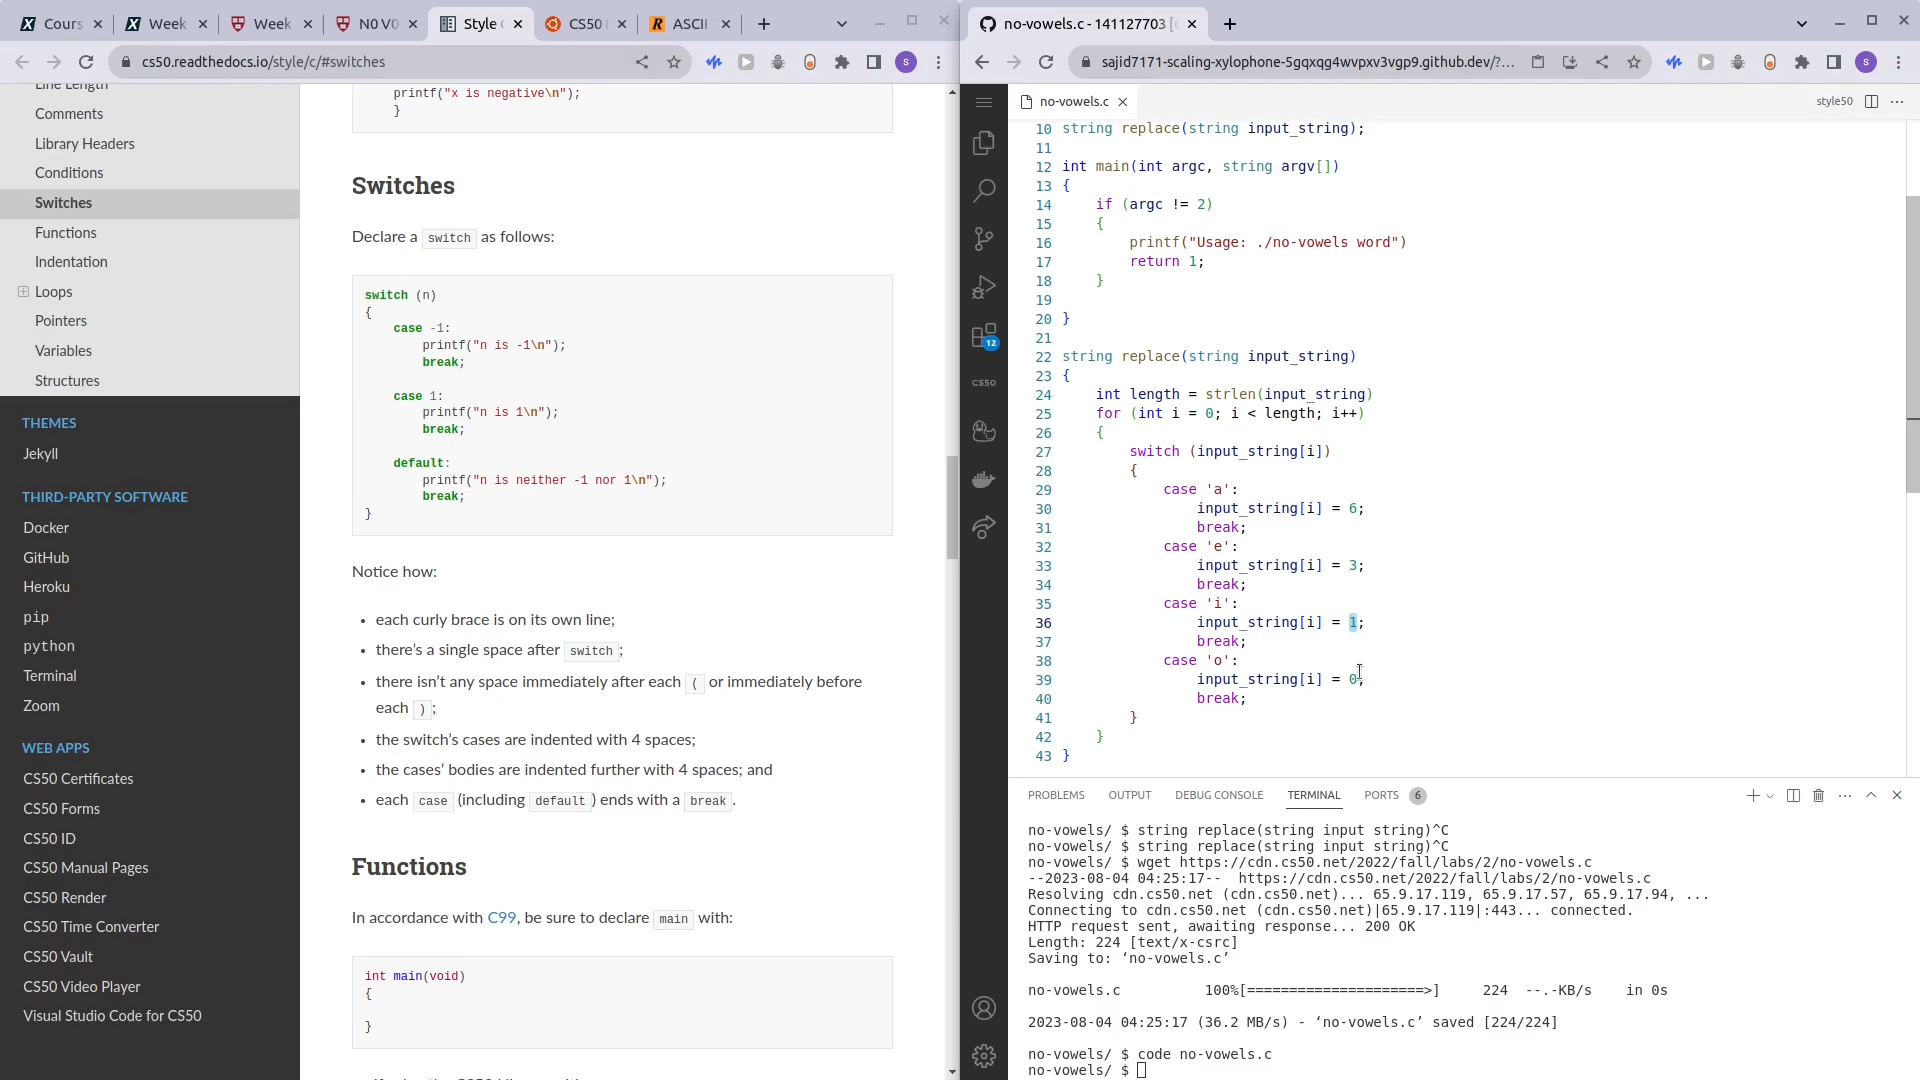 Cours
Week
Week
N0 V0
Style
CS50
ASCII
cs50.readthedocs.io/style/c/#switches
S
Line Length
Comments
Library Headers
Conditions
Switches
Functions
Indentation
Loops
Pointers
Variables
Structures
THEMES
Jekyll
THIRD-PARTY SOFTWARE
Docker
GitHub
Heroku
pip
python
Terminal
Zoom
WEB APPS
CS50 Certificates
CS50 Forms
CS50 ID
CS50 Manual Pages
CS50 Render
CS50 Time Converter
CS50 Vault
CS50 Video Player
Visual Studio Code for CS50
printf("x is negative\n");
}
Switches
Declare a switch as follows:
switch (n)
{
case -1:
printf("n is -1\n");
break;
case 1:
printf("n is 1\n");
break;
default:
printf("n is neither -1 nor 1\n");
break;
}
Notice how:
• each curly brace is on its own line;
• there's a single space after switch;
• there isn't any space immediately after each ( or immediately before
each );
• the switch's cases are indented with 4 spaces;
• the cases' bodies are indented further with 4 spaces; and
• each case (including default) ends with a break.
Functions
In accordance with C99, be sure to declare main with:
int main(void)
{
}
no-vowels.c - 141127703 [
sajid7171-scaling-xylophone-5gqxqg4wvpxv3vgp9.github.dev/?...
S
no-vowels.c
style50
12
CS50
10 string replace(string input_string);
11
12 int main(int argc, string argv[])
13 {
14 if (argc != 2)
15 {
16 printf("Usage: ./no-vowels word")
17 return 1;
18 }
19
20 }
21
22 string replace(string input_string)
23 {
24 int length = strlen(input_string)
25 for (int i = 0; i < length; i++)
26 {
27 switch (input_string[i])
28 {
29 case 'a':
30 input_string[i] = 6;
31 break;
32 case 'e':
33 input_string[i] = 3;
34 break;
35 case 'i':
36 input_string[i] = 1;
37 break;
38 case 'o':
39 input_string[i] = 0;
40 break;
41 }
42 }
43 }
PROBLEMS OUTPUT DEBUG CONSOLE TERMINAL PORTS 6
no-vowels/ $ string replace(string input string)^C
no-vowels/ $ string replace(string input string)^C
no-vowels/ $ wget https://cdn.cs50.net/2022/fall/labs/2/no-vowels.c
--2023-08-04 04:25:17-- https://cdn.cs50.net/2022/fall/labs/2/no-vowels.c
Resolving cdn.cs50.net (cdn.cs50.net)... 65.9.17.119, 65.9.17.57, 65.9.17.94, ...
Connecting to cdn.cs50.net (cdn.cs50.net)|65.9.17.119|:443... connected.
HTTP request sent, awaiting response... 200 OK
Length: 224 [text/x-csrc]
Saving to: ‘no-vowels.c’
no-vowels.c 100%[=====================>] 224 --.-KB/s in 0s
2023-08-04 04:25:17 (36.2 MB/s) - ‘no-vowels.c’ saved [224/224]
no-vowels/ $ code no-vowels.c
no-vowels/ $